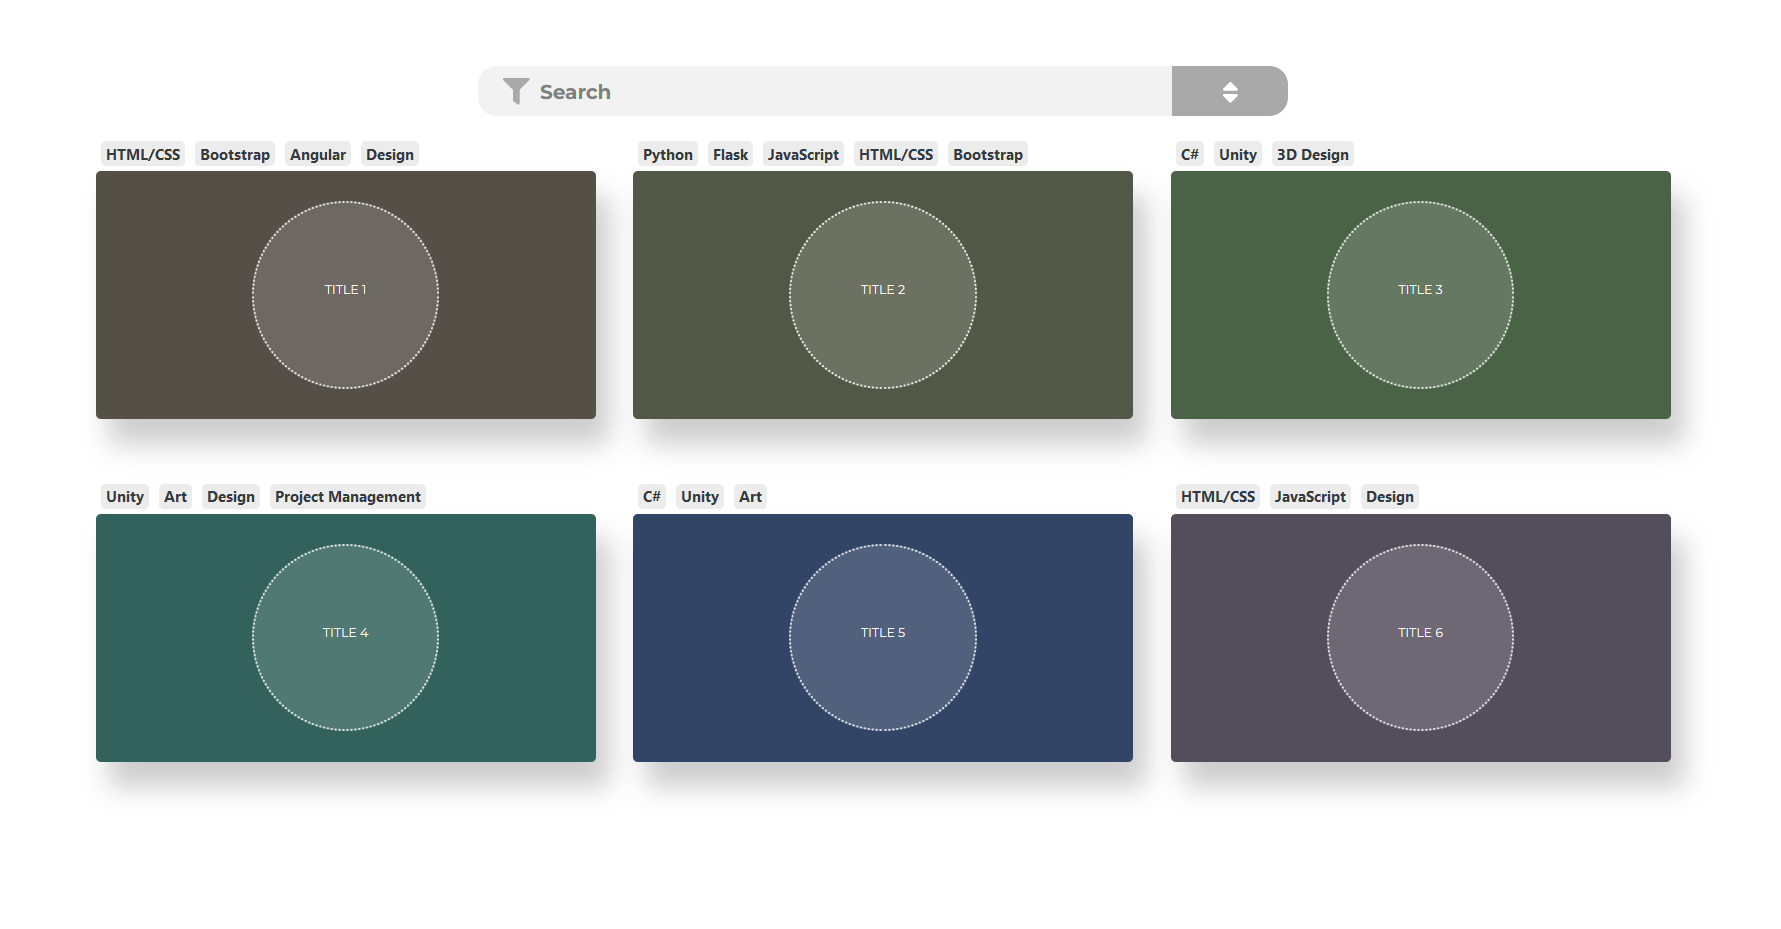 Search
HTML/CSS Bootstrap Angular Design
TITLE 1
Python Flask JavaScript HTML/CSS Bootstrap
TITLE 2
C# Unity 3D Design
TITLE 3
Unity Art Design Project Management
TITLE 4
C# Unity Art
TITLE 5
HTML/CSS JavaScript Design
TITLE 6